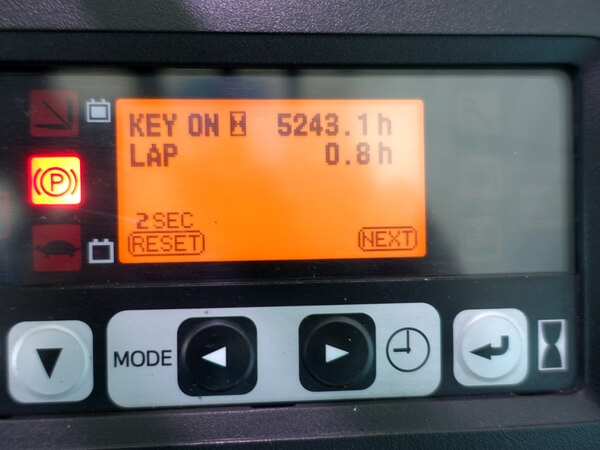 KEY ON 5243.1h
LAP 0.8h
(P)
2SEC
RESET NEXT
MODE